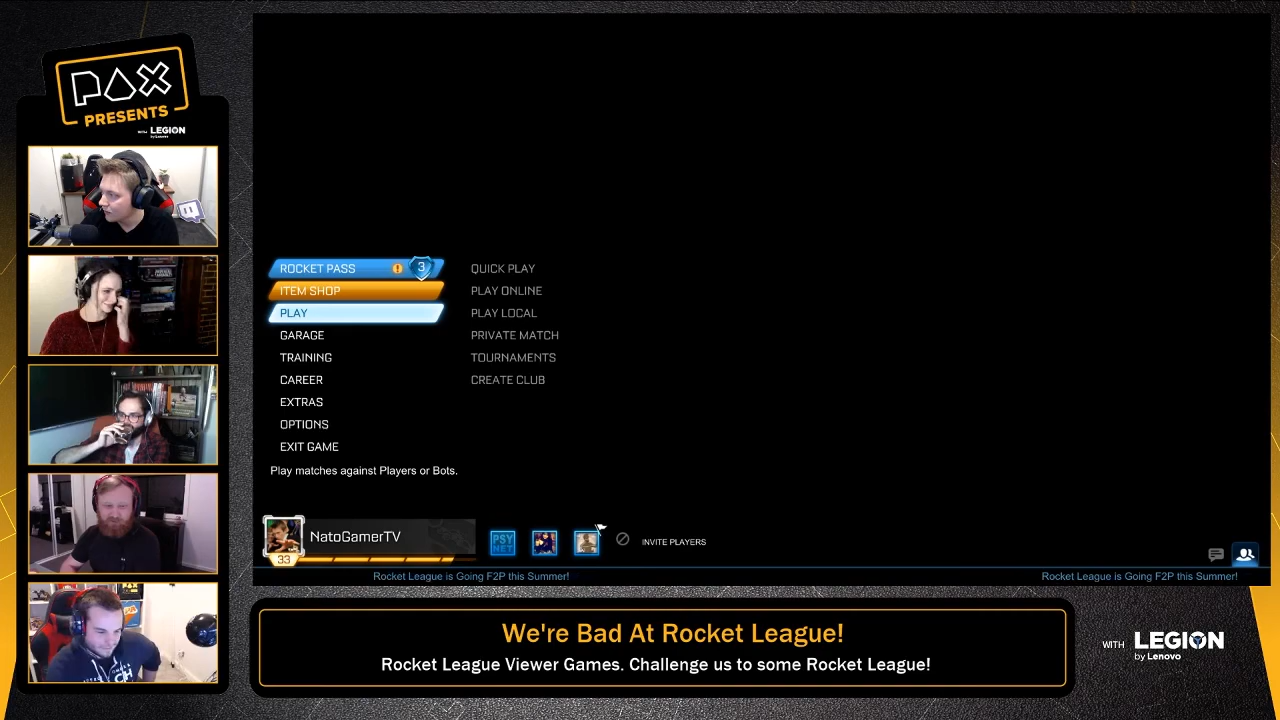 PAX
PRESENTS
WITH LEGION
by Lenovo
ROCKET PASS ! 3
ITEM SHOP
PLAY
GARAGE
TRAINING
CAREER
EXTRAS
OPTIONS
EXIT GAME
QUICK PLAY
PLAY ONLINE
PLAY LOCAL
PRIVATE MATCH
TOURNAMENTS
CREATE CLUB
Play matches against Players or Bots.
NatoGamerTV
33
PSY
NET
INVITE PLAYERS
Rocket League is Going F2P this Summer! Rocket League is Going F2P this Summer!
We're Bad At Rocket League!
Rocket League Viewer Games. Challenge us to some Rocket League!
WITH LEGION
by Lenovo